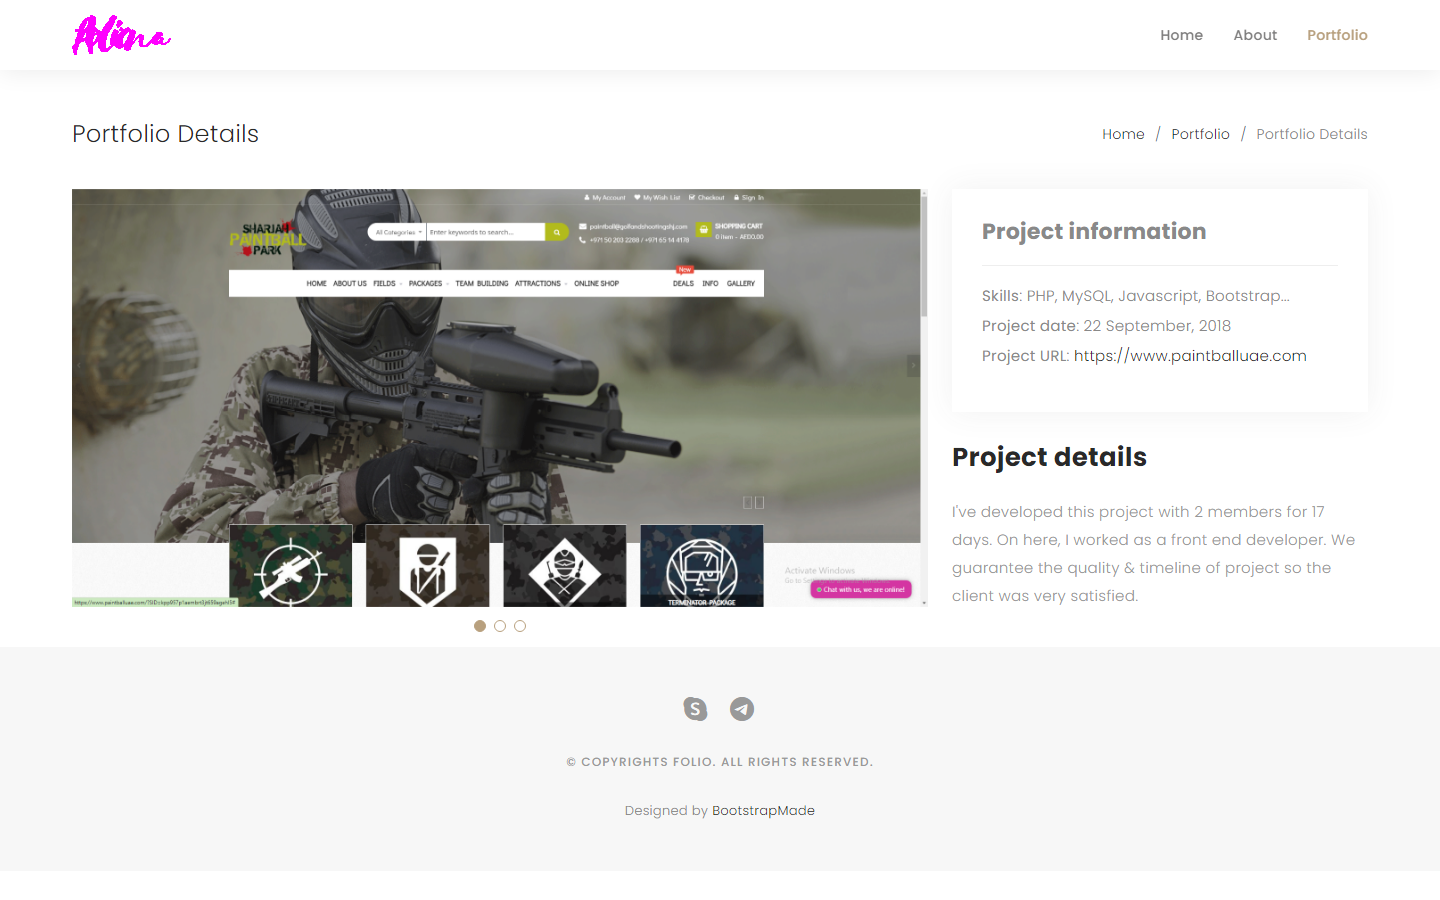 Alina
Home
About
Portfolio
Portfolio Details
Home / Portfolio / Portfolio Details
My Account
My Wish List
Checkout
Sign In
SHARJAH
PAINTBALL
PARK
All Categories
Enter keywords to search...
paintball@golfandshootingshj.com
+971 50 203 2288 / +971 65 14 4178
SHOPPING CART
0 item - AED0.00
New
HOME
ABOUT US
FIELDS
PACKAGES
TEAM BUILDING
ATTRACTIONS
ONLINE SHOP
DEALS
INFO
GALLERY
TERMINATOR PACKAGE
Activate Windows
Chat with us, we are online!
Project information
Skills: PHP, MySQL, Javascript, Bootstrap...
Project date: 22 September, 2018
Project URL: https://www.paintballuae.com
Project details
I've developed this project with 2 members for 17
days. On here, I worked as a front end developer. We
guarantee the quality & timeline of project so the
client was very satisfied.
© COPYRIGHTS FOLIO. ALL RIGHTS RESERVED.
Designed by BootstrapMade